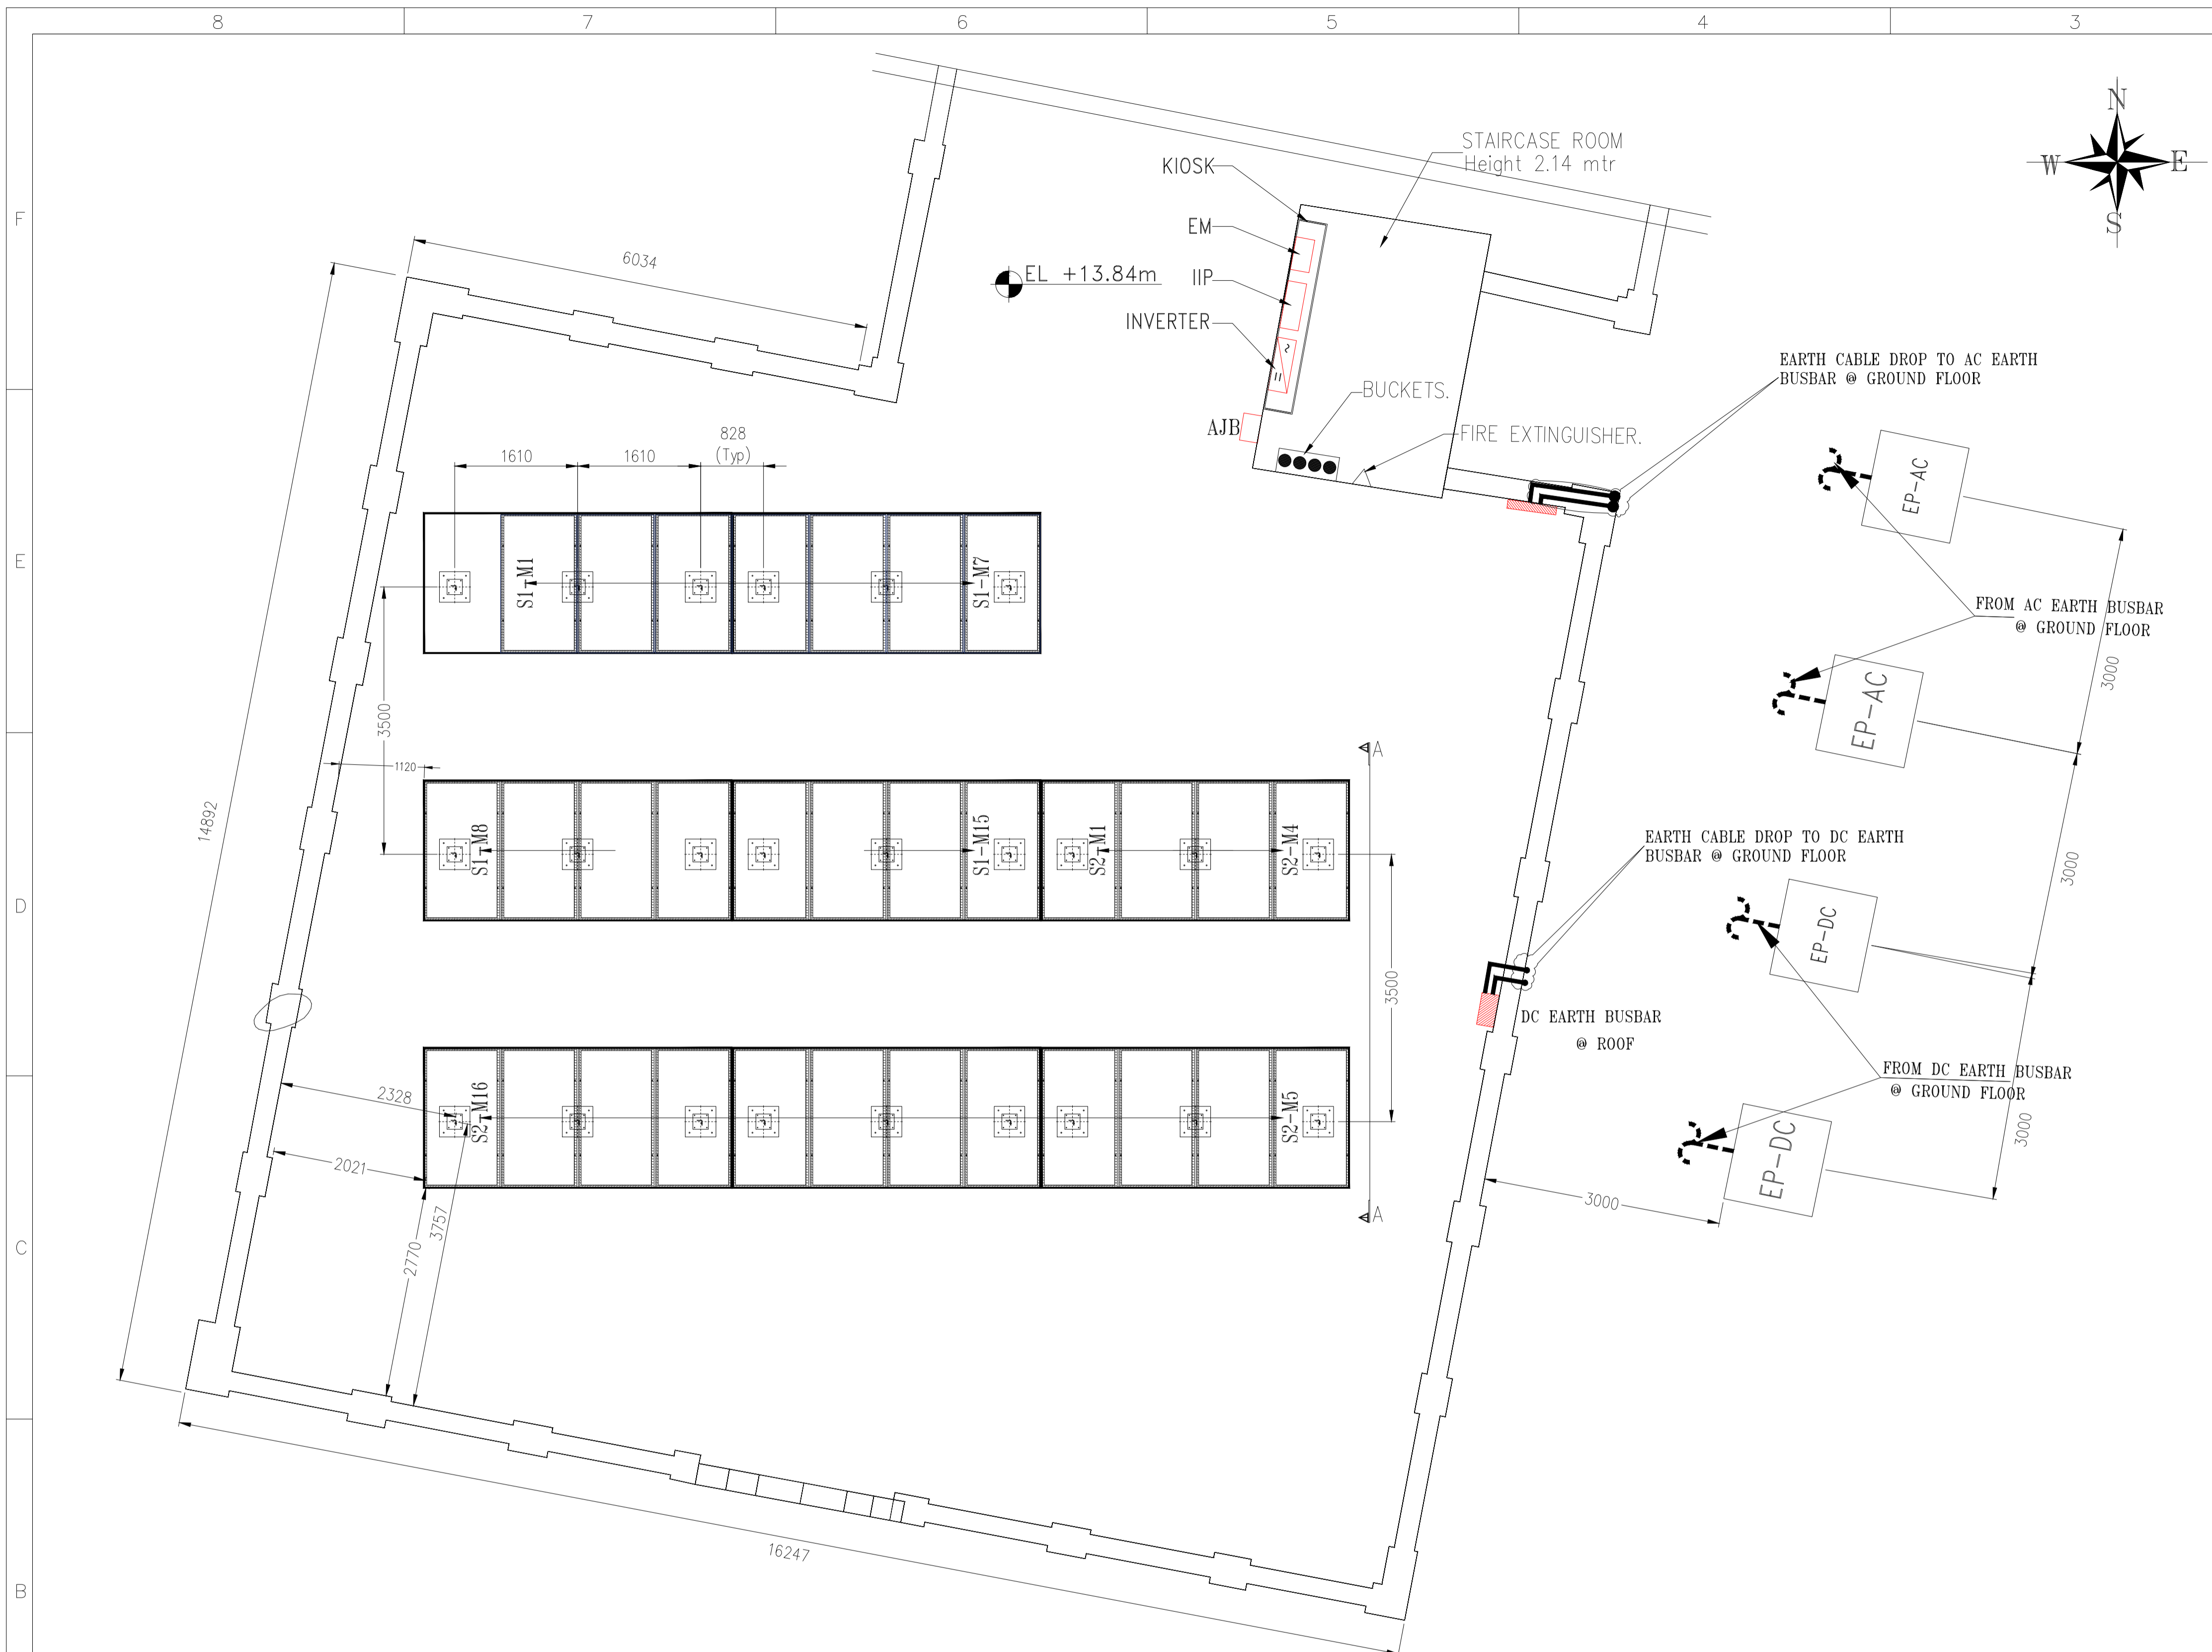 8
7
6
5
4
3
F
E
D
C
B
N
W
E
S
STAIRCASE ROOM
Height 2.14 mtr
KIOSK
EM
IIP
INVERTER
EL +13.84m
6034
BUCKETS.
AJB
FIRE EXTINGUISHER.
EARTH CABLE DROP TO AC EARTH
BUSBAR @ GROUND FLOOR
828
(Typ)
1610
1610
EP-AC
S1-M1
S1-M7
FROM AC EARTH BUSBAR
@ GROUND FLOOR
3000
EP-AC
3500
1120
A
14892
S1-M8
S1-M15
S2-M1
S2-M4
EARTH CABLE DROP TO DC EARTH
BUSBAR @ GROUND FLOOR
3000
EP-DC
3500
DC EARTH BUSBAR
@ ROOF
FROM DC EARTH BUSBAR
@ GROUND FLOOR
2328
S2-M16
S2-M5
3000
EP-DC
2021
3000
A
2770
3757
16247